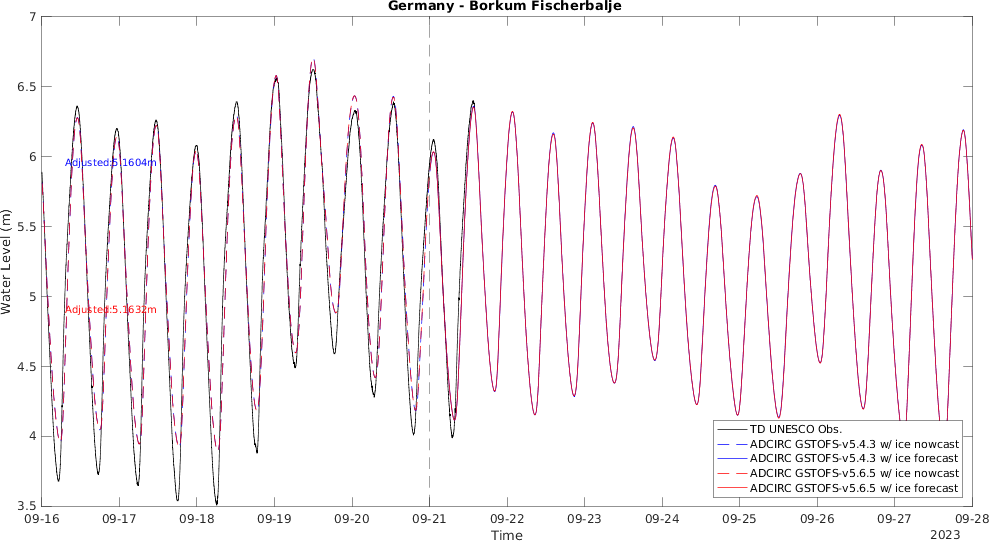 Germany - Borkum Fischerbalje
7
6.5
6
5.5
5
4.5
4
3.5
Water Level (m)
Adjusted:5.1604m
Adjusted:5.1632m
TD UNESCO Obs.
ADCIRC GSTOFS-v5.4.3 w/ ice nowcast
ADCIRC GSTOFS-v5.4.3 w/ ice forecast
ADCIRC GSTOFS-v5.6.5 w/ ice nowcast
ADCIRC GSTOFS-v5.6.5 w/ ice forecast
09-16 09-17 09-18 09-19 09-20 09-21 09-22 09-23 09-24 09-25 09-26 09-27 09-28
Time
2023